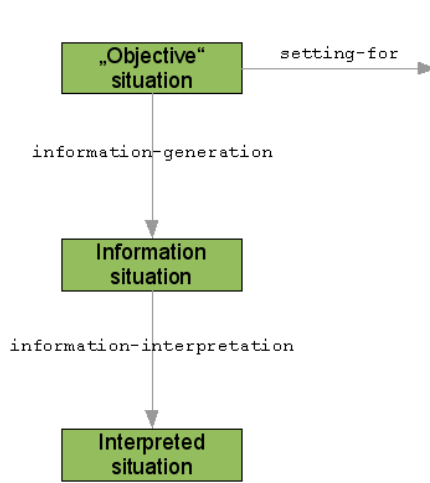 „Objective“
situation
setting-for
information-generation
Information
situation
information-interpretation
Interpreted
situation